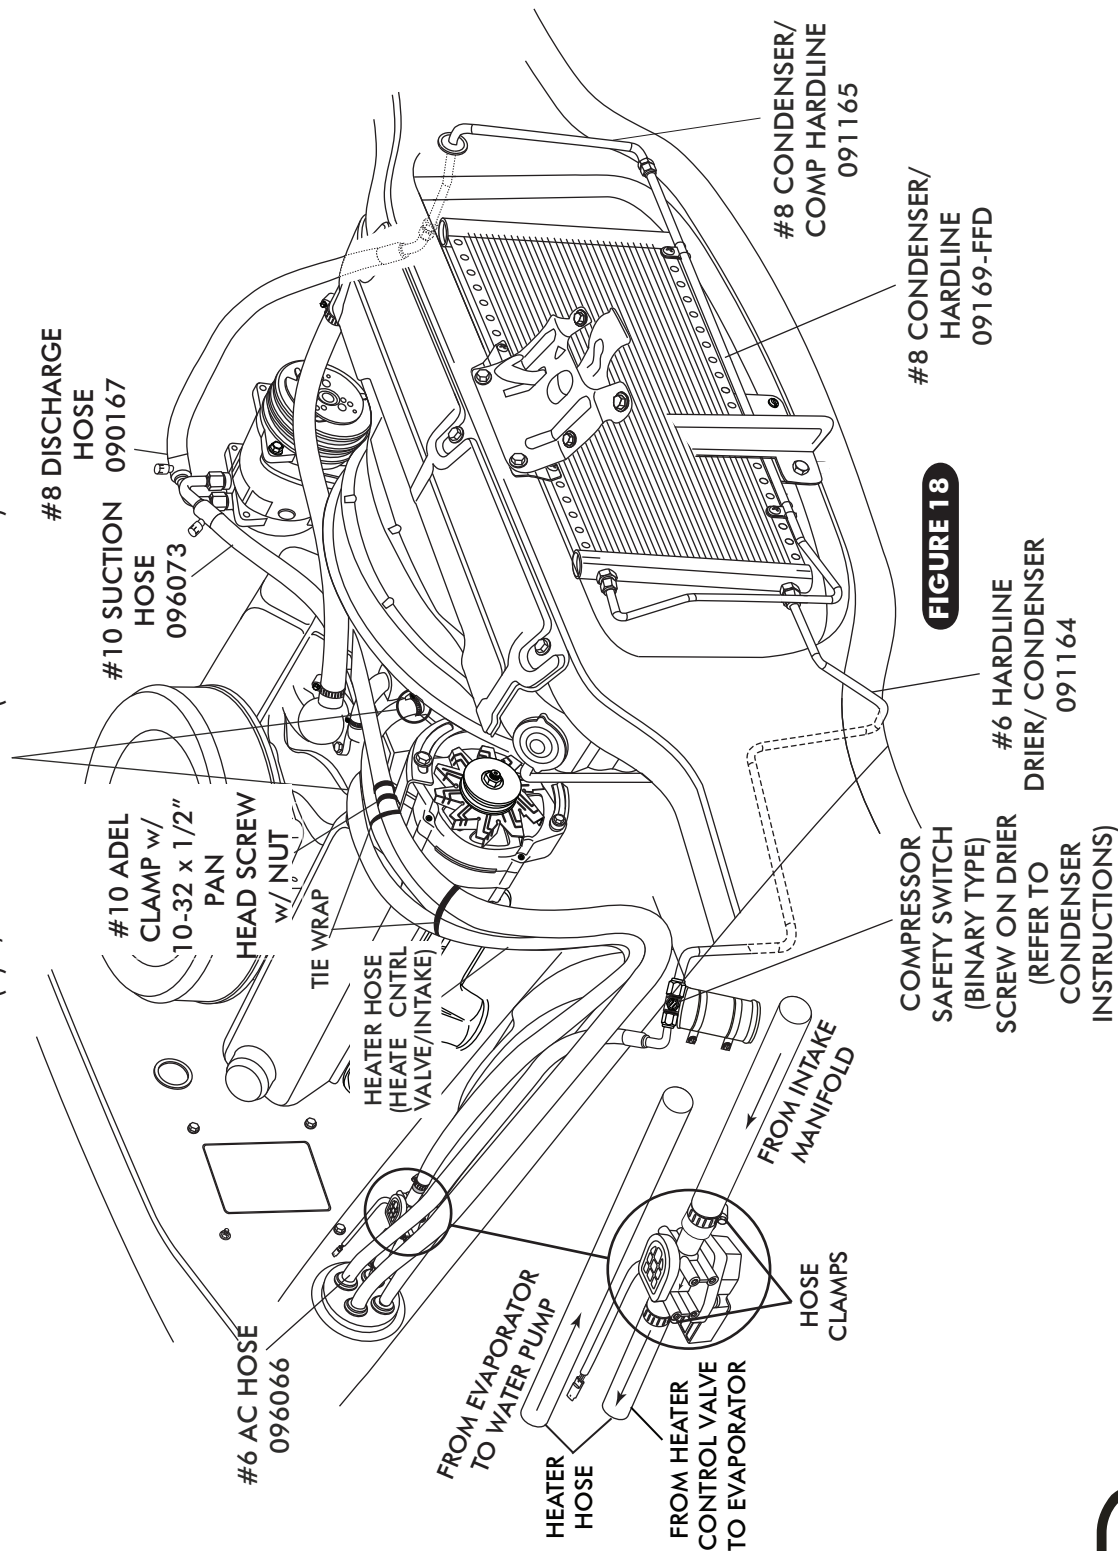 #8 DISCHARGE
HOSE
090167
#10 SUCTION
HOSE
096073
#10 ADEL
CLAMP w/
10-32 x 1/2"
PAN
HEAD SCREW
w/ NUT
TIE WRAP
HEATER HOSE
(HEATE CNTRL
VALVE/INTAKE)
#6 AC HOSE
096066
#8 CONDENSER/
COMP HARDLINE
091165
#8 CONDENSER/
HARDLINE
09169-FFD
FIGURE 18
#6 HARDLINE
DRIER/ CONDENSER
091164
COMPRESSOR
SAFETY SWITCH
(BINARY TYPE)
SCREW ON DRIER
(REFER TO
CONDENSER
INSTRUCTIONS)
FROM INTAKE
MANIFOLD
FROM EVAPORATOR
TO WATER PUMP
HOSE
CLAMPS
HEATER
HOSE
FROM HEATER
CONTROL VALVE
TO EVAPORATOR